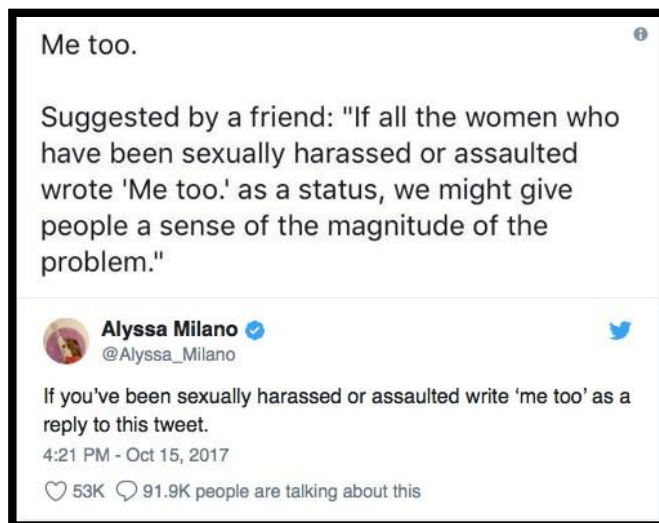 Me too.
Suggested by a friend: "If all the women who
have been sexually harassed or assaulted
wrote 'Me too.' as a status, we might give
people a sense of the magnitude of the
problem."
Alyssa Milano
@Alyssa_Milano
If you've been sexually harassed or assaulted write ‘me too’ as a
reply to this tweet.
4:21 PM - Oct 15, 2017
53K 91.9K people are talking about this